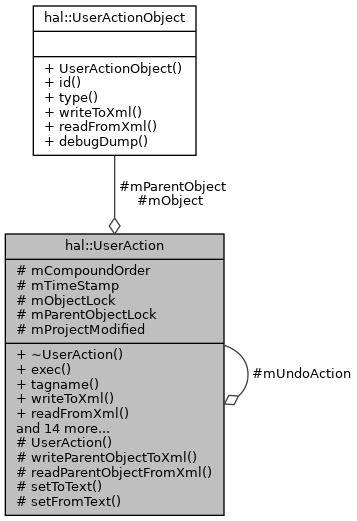 hal::UserActionObject
+ UserActionObject()
+ id()
+ type()
+ writeToXml()
+ readFromXml()
+ debugDump()
#mParentObject
#mObject
hal::UserAction
# mCompoundOrder
# mTimeStamp
# mObjectLock
# mParentObjectLock
# mProjectModified
+ ~UserAction()
+ exec()
+ tagname()
+ writeToXml()
+ readFromXml()
and 14 more...
# UserAction()
# writeParentObjectToXml()
# readParentObjectFromXml()
# setToText()
# setFromText()
#mUndoAction